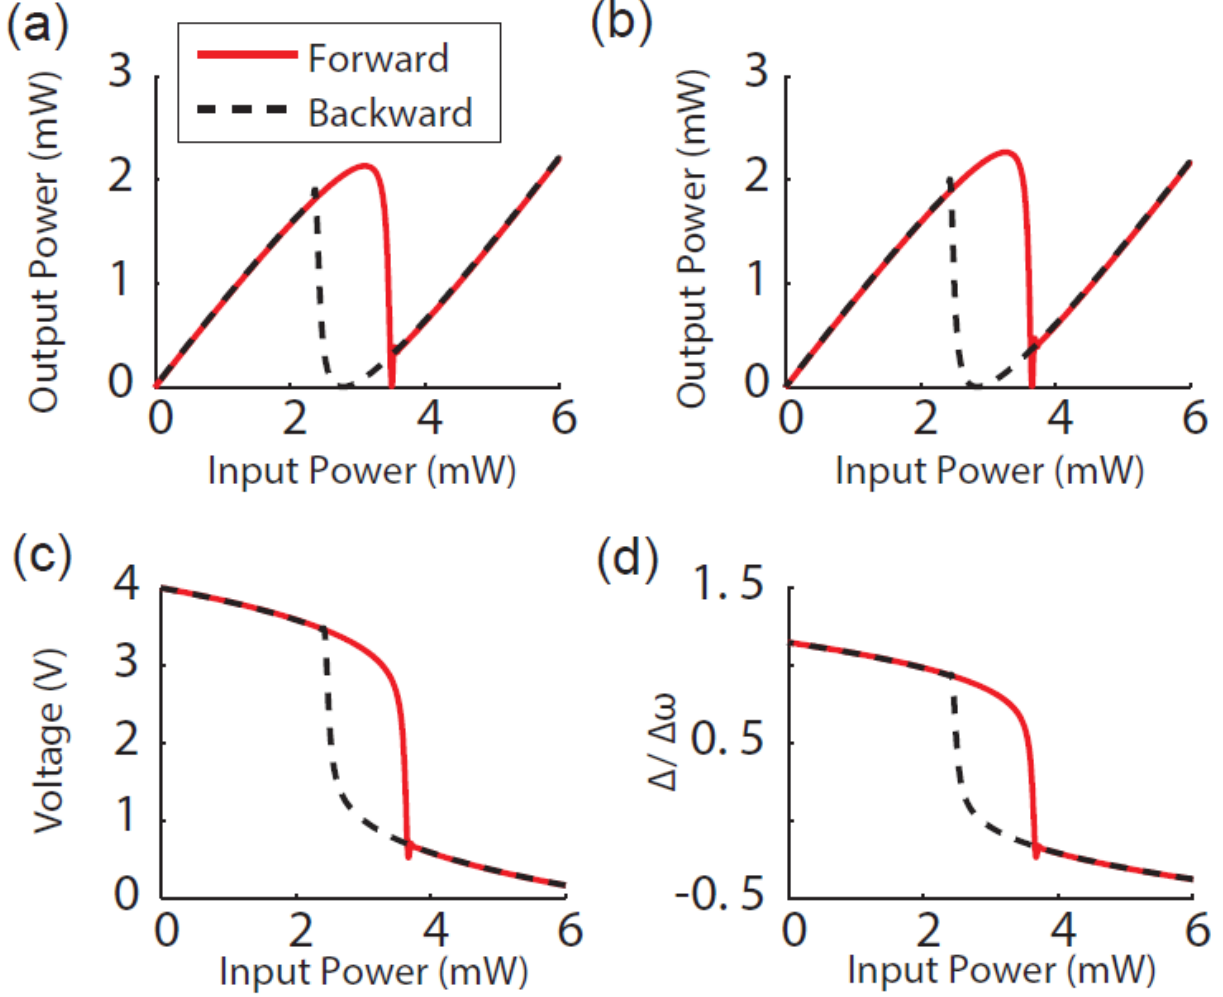 (a)
Forward
Backward
Output Power (mW)
3
2
1
0
0 2 4 6
Input Power (mW)
(b)
Output Power (mW)
3
2
1
0
0 2 4 6
Input Power (mW)
(c)
Voltage (V)
4
3
2
1
0
0 2 4 6
Input Power (mW)
(d)
Δ/ Δω
1. 5
0. 5
-0. 5
0 2 4 6
Input Power (mW)